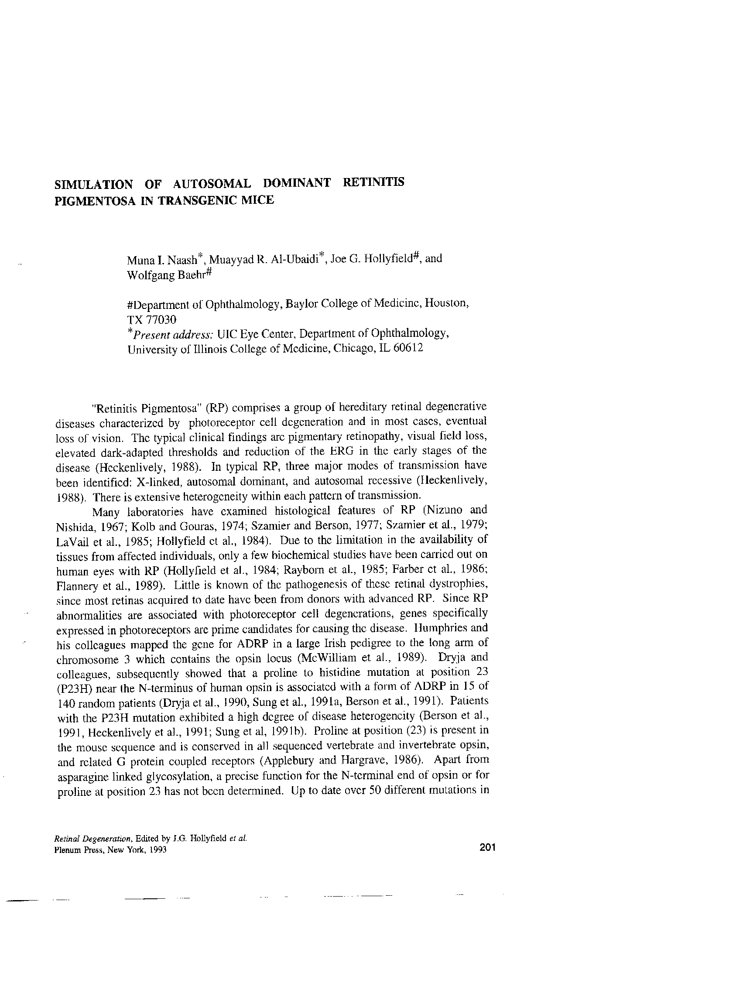 SIMULATION OF AUTOSOMAL DOMINANT RETINITIS
PIGMENTOSA IN TRANSGENIC MICE
Muna I. Naash*, Muayyad R. Al-Ubaidi*, Joe G. Hollyfield#, and
Wolfgang Baehr#
#Department of Ophthalmology, Baylor College of Medicine, Houston,
TX 77030
*Present address: UIC Eye Center, Department of Ophthalmology,
University of Illinois College of Medicine, Chicago, IL 60612
"Retinitis Pigmentosa" (RP) comprises a group of hereditary retinal degenerative
diseases characterized by photoreceptor cell degeneration and in most cases, eventual
loss of vision. The typical clinical findings are pigmentary retinopathy, visual field loss,
elevated dark-adapted thresholds and reduction of the ERG in the early stages of the
disease (Heckenlively, 1988). In typical RP, three major modes of transmission have
been identified: X-linked, autosomal dominant, and autosomal recessive (Heckenlively,
1988). There is extensive heterogeneity within each pattern of transmission.
Many laboratories have examined histological features of RP (Nizuno and
Nishida, 1967; Kolb and Gouras, 1974; Szamier and Berson, 1977; Szamier et al., 1979;
LaVail et al., 1985; Hollyfield et al., 1984). Due to the limitation in the availability of
tissues from affected individuals, only a few biochemical studies have been carried out on
human eyes with RP (Hollyfield et al., 1984; Rayborn et al., 1985; Farber et al., 1986;
Flannery et al., 1989). Little is known of the pathogenesis of these retinal dystrophies,
since most retinas acquired to date have been from donors with advanced RP. Since RP
abnormalities are associated with photoreceptor cell degenerations, genes specifically
expressed in photoreceptors are prime candidates for causing the disease. Humphries and
his colleagues mapped the gene for ADRP in a large Irish pedigree to the long arm of
chromosome 3 which contains the opsin locus (McWilliam et al., 1989). Dryja and
colleagues, subsequently showed that a proline to histidine mutation at position 23
(P23H) near the N-terminus of human opsin is associated with a form of ADRP in 15 of
140 random patients (Dryja et al., 1990, Sung et al., 1991a, Berson et al., 1991). Patients
with the P23H mutation exhibited a high degree of disease heterogeneity (Berson et al.,
1991, Heckenlively et al., 1991; Sung et al, 1991b). Proline at position (23) is present in
the mouse sequence and is conserved in all sequenced vertebrate and invertebrate opsin,
and related G protein coupled receptors (Applebury and Hargrave, 1986). Apart from
asparagine linked glycosylation, a precise function for the N-terminal end of opsin or for
proline at position 23 has not been determined. Up to date over 50 different mutations in
Retinal Degeneration, Edited by J.G. Hollyfield et al.
Plenum Press, New York, 1993
201